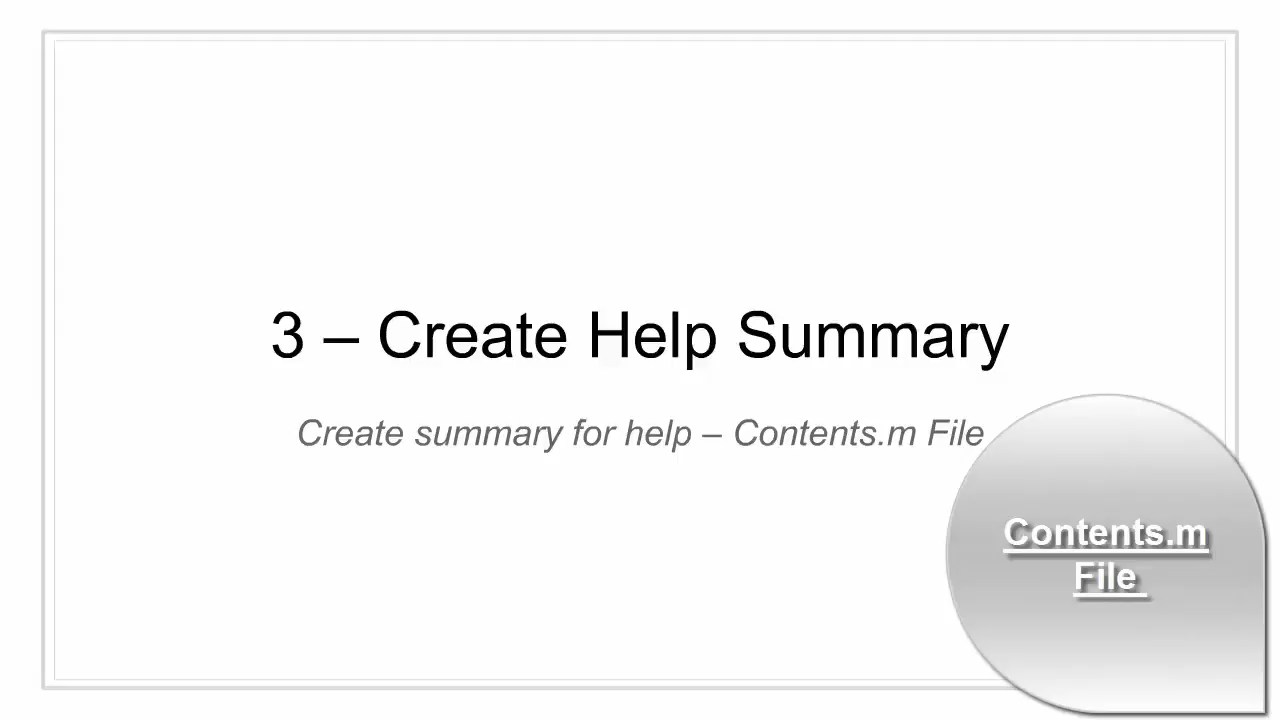 3 – Create Help Summary
Create summary for help – Contents.m File
Contents.m
File